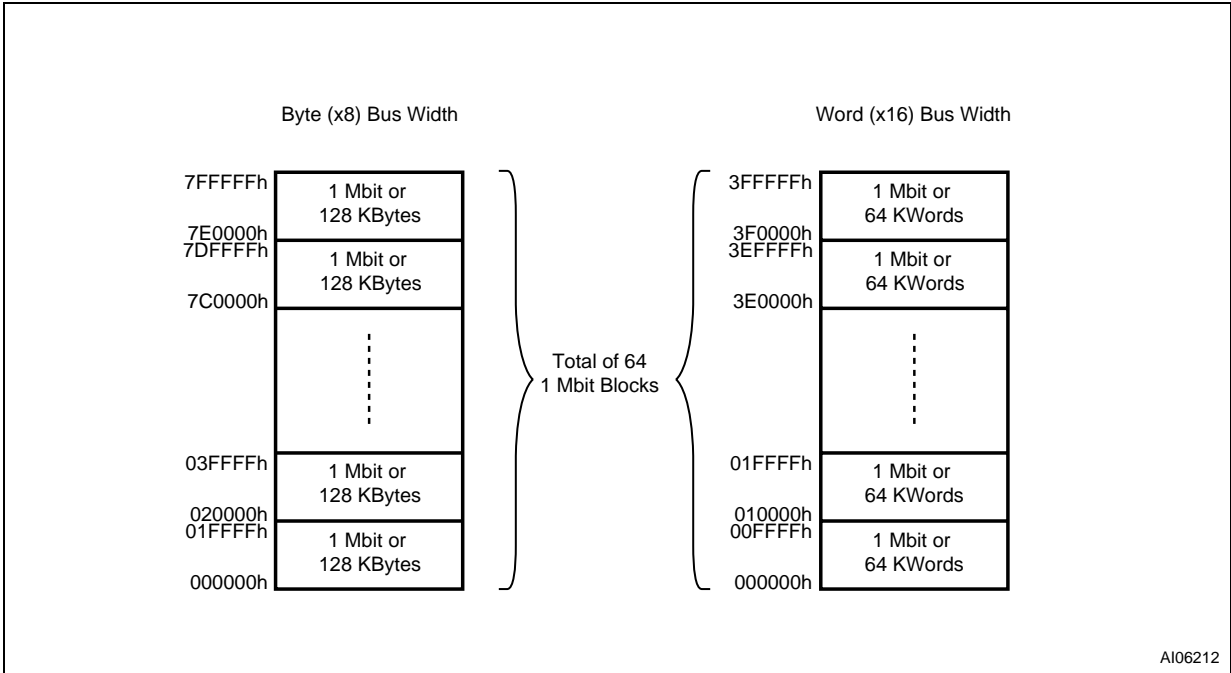 Byte (x8) Bus Width
Word (x16) Bus Width
7FFFFFh
1 Mbit or
128 KBytes
7E0000h
7DFFFFh
1 Mbit or
128 KBytes
7C0000h
03FFFFh
1 Mbit or
128 KBytes
020000h
01FFFFh
1 Mbit or
128 KBytes
000000h
Total of 64
1 Mbit Blocks
3FFFFFh
1 Mbit or
64 KWords
3F0000h
3EFFFFh
1 Mbit or
64 KWords
3E0000h
01FFFFh
1 Mbit or
64 KWords
010000h
00FFFFh
1 Mbit or
64 KWords
000000h
AI06212